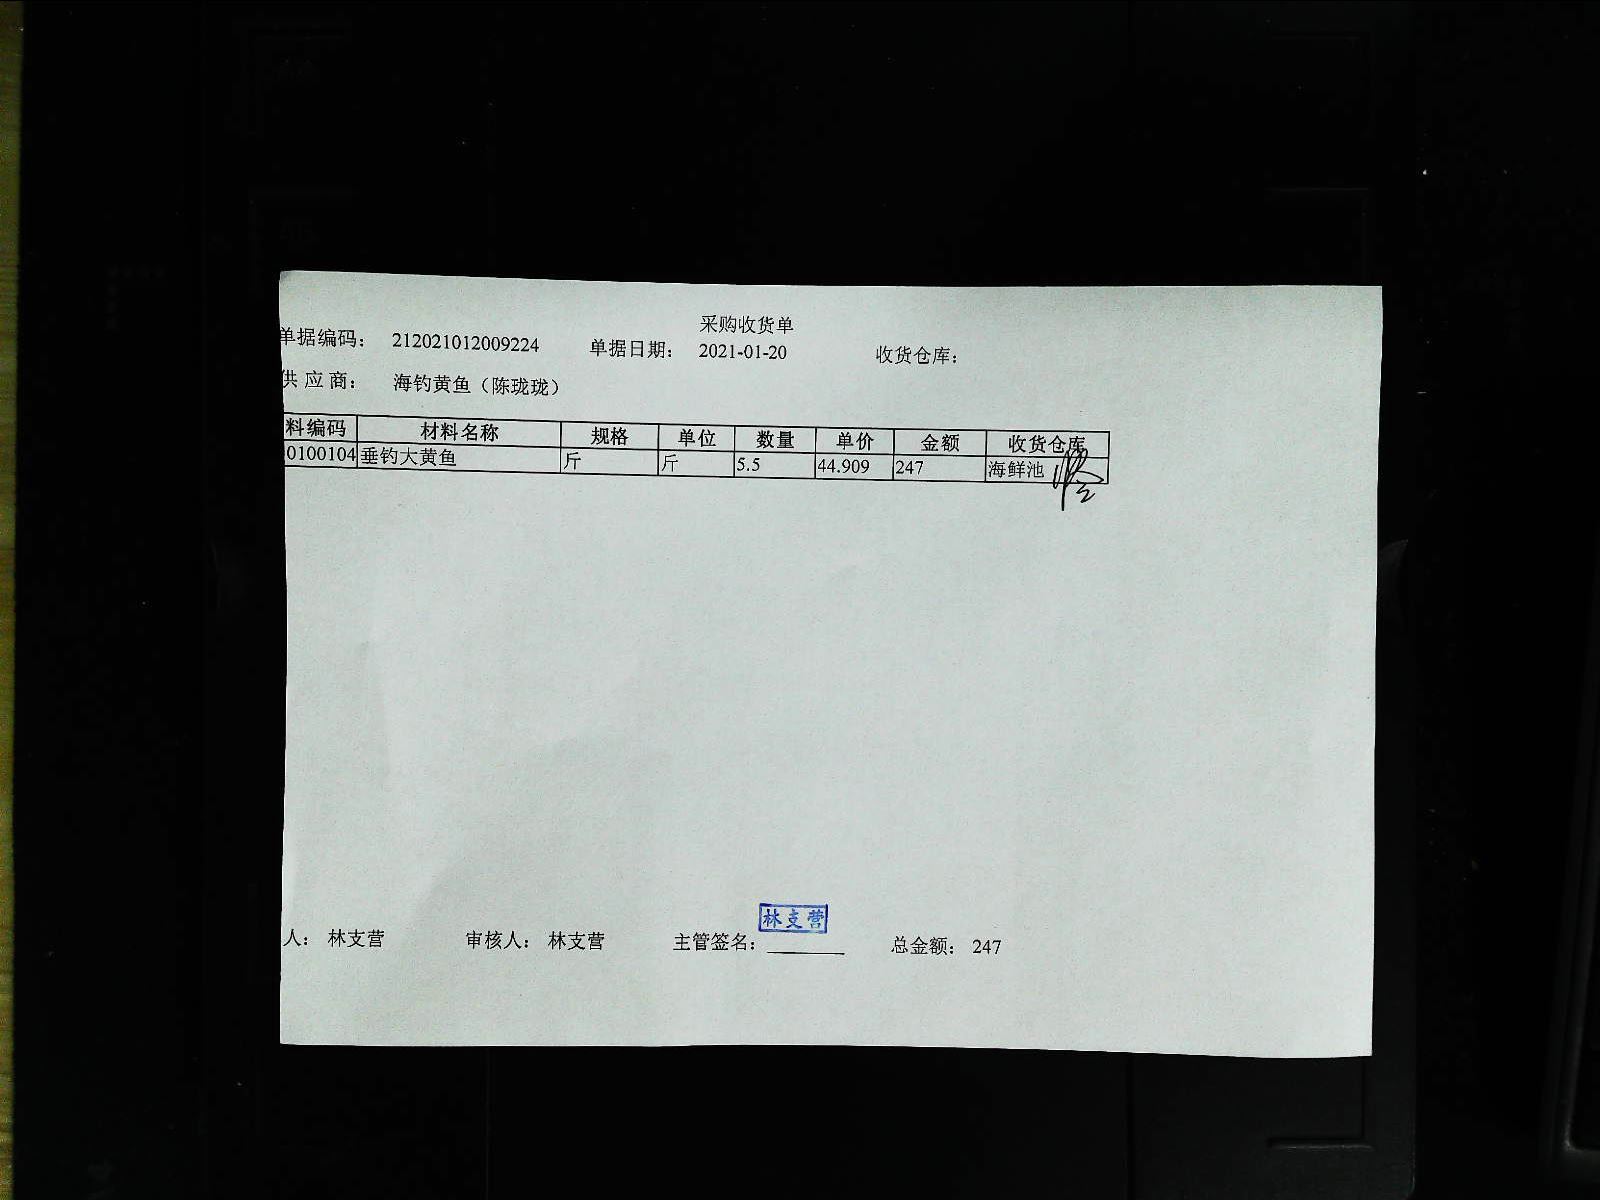 采购收货单
单据编码： 212021012009224 单据日期： 2021-01-20 收货仓库：
供 应 商： 海钓黄鱼（陈珑珑）
料编码 材料名称 规格 单位 数量 单价 金额 收货仓库
0100104 垂钓大黄鱼 斤 斤 5.5 44.909 247 海鲜池
林支营
人： 林支营 审核人： 林支营 主管签名： 总金额： 247